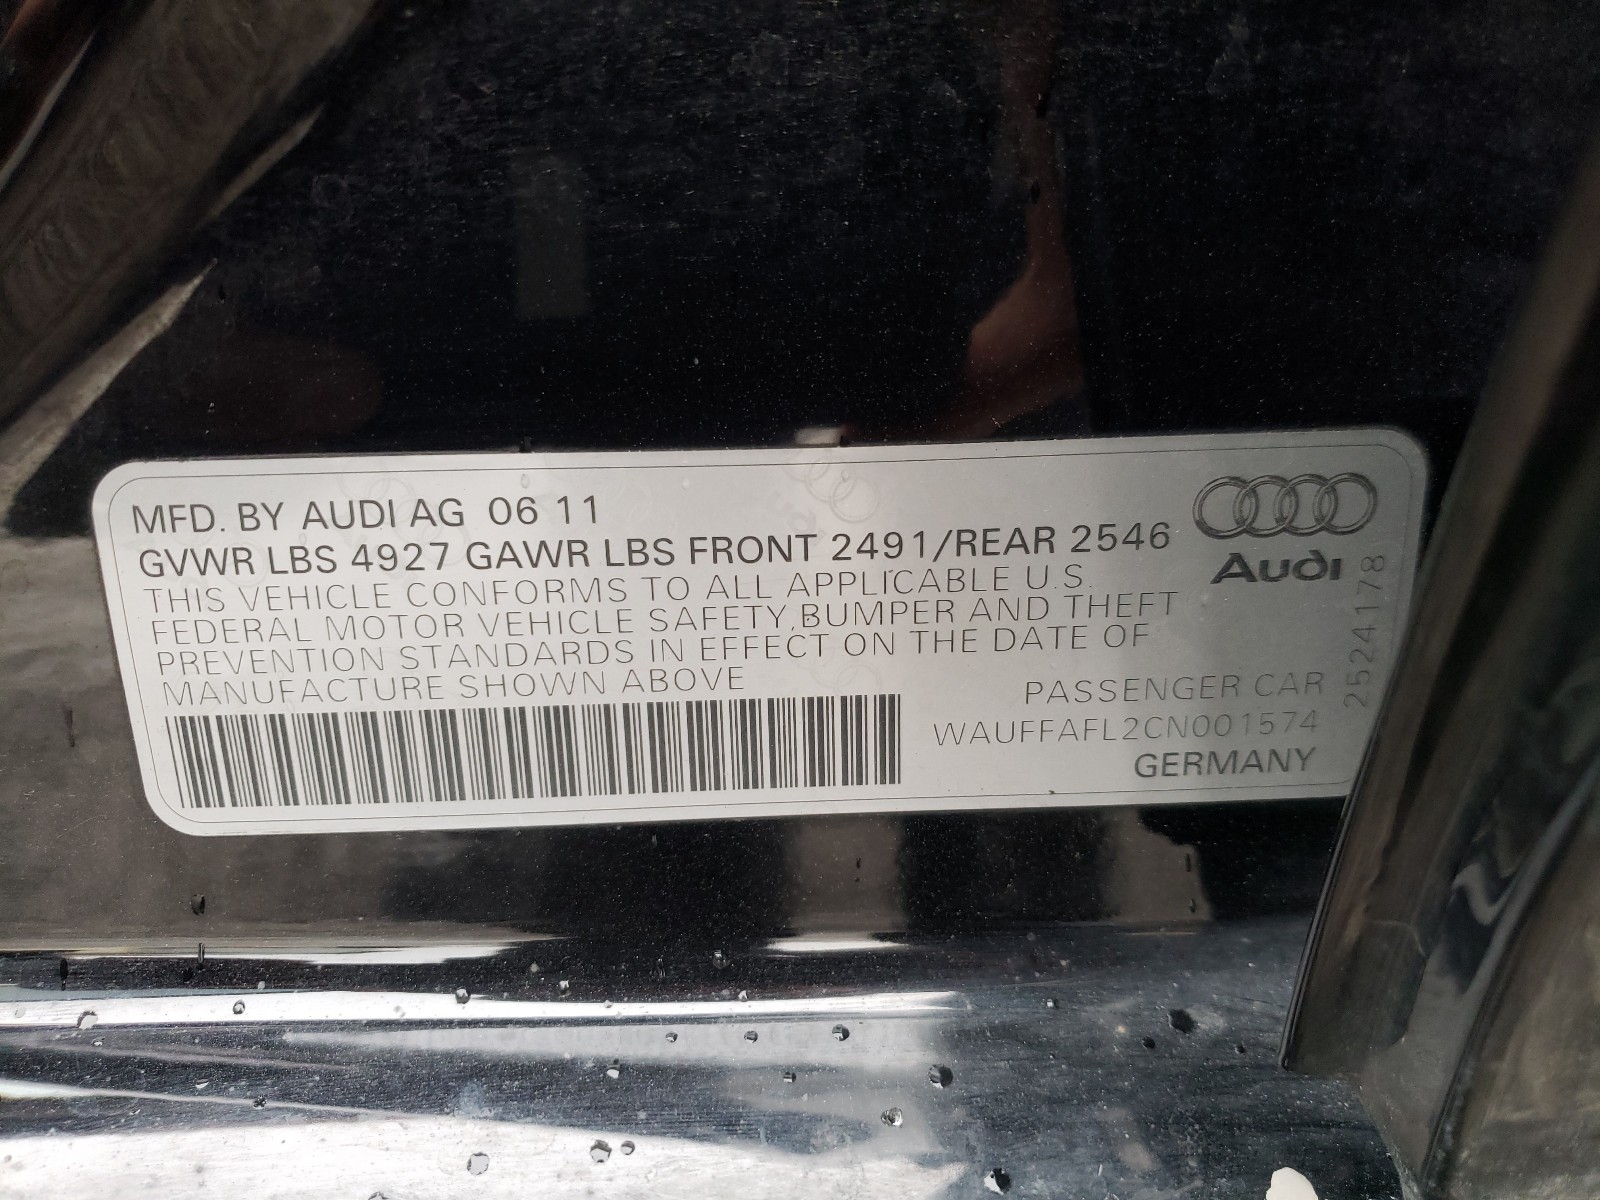 MFD. BY AUDI AG 06 11
GVWR LBS 4927 GAWR LBS FRONT 2491/REAR 2546
THIS VEHICLE CONFORMS TO ALL APPLICABLE U.S.
FEDERAL MOTOR VEHICLE SAFETY, BUMPER AND THEFT
PREVENTION STANDARDS IN EFFECT ON THE DATE OF
MANUFACTURE SHOWN ABOVE
Audi
PASSENGER CAR
WAUFFAFL2CN001574
GERMANY
2524178